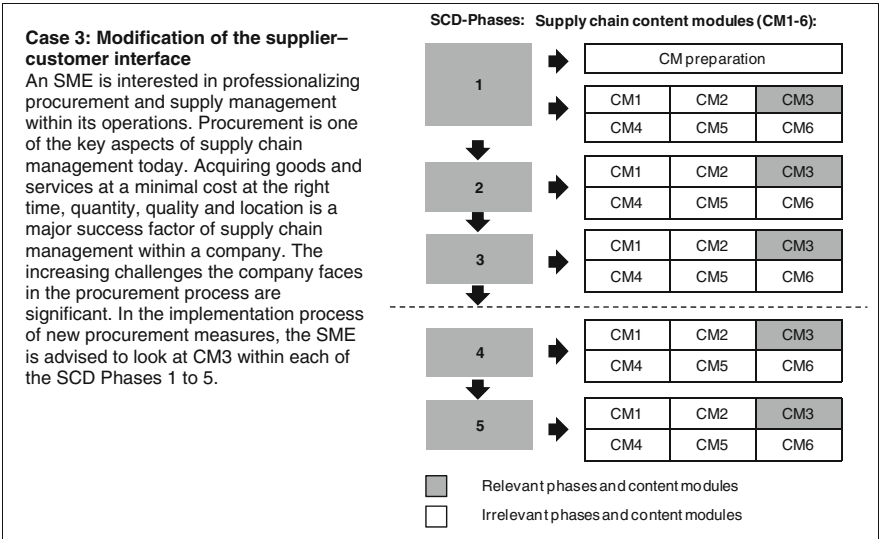 Case 3: Modification of the supplier–
customer interface
An SME is interested in professionalizing
procurement and supply management
within its operations. Procurement is one
of the key aspects of supply chain
management today. Acquiring goods and
services at a minimal cost at the right
time, quantity, quality and location is a
major success factor of supply chain
management within a company. The
increasing challenges the company faces
in the procurement process are
significant. In the implementation process
of new procurement measures, the SME
is advised to look at CM3 within each of
the SCD Phases 1 to 5.
SCD-Phases: Supply chain content modules (CM1-6):
1
CM preparation
CM1 CM2 CM3
CM4 CM5 CM6
2
CM1 CM2 CM3
CM4 CM5 CM6
3
CM1 CM2 CM3
CM4 CM5 CM6
4
CM1 CM2 CM3
CM4 CM5 CM6
5
CM1 CM2 CM3
CM4 CM5 CM6
Relevant phases and content modules
Irrelevant phases and content modules